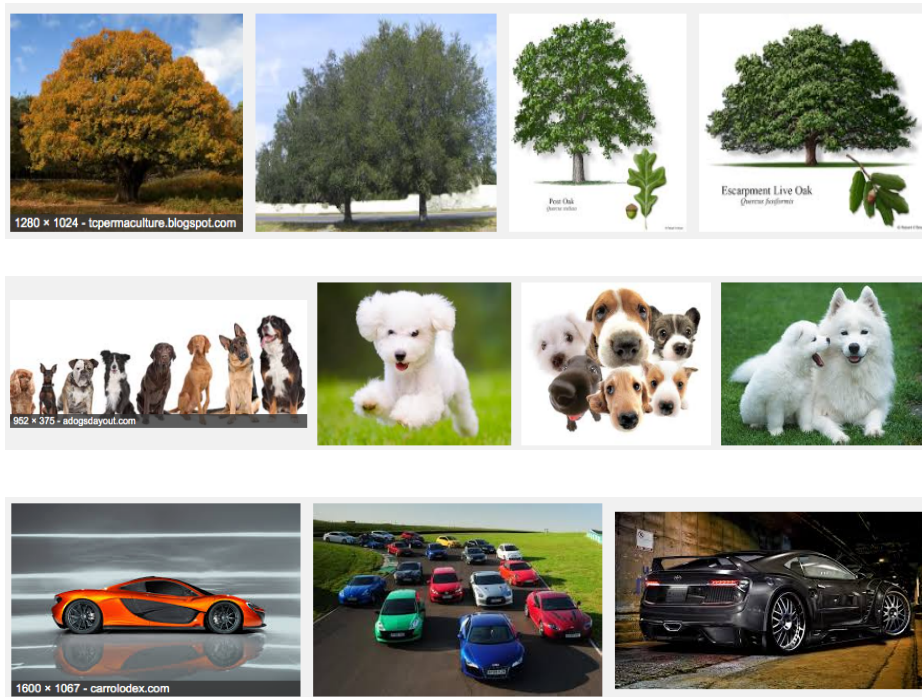 1280 × 1024 - tcpermaculture.blogspot.com
Post Oak
Quercus stellata
Escarpment Live Oak
Quercus fusiformis
952 × 375 - adogsdayout.com
1600 × 1067 - carrolodex.com